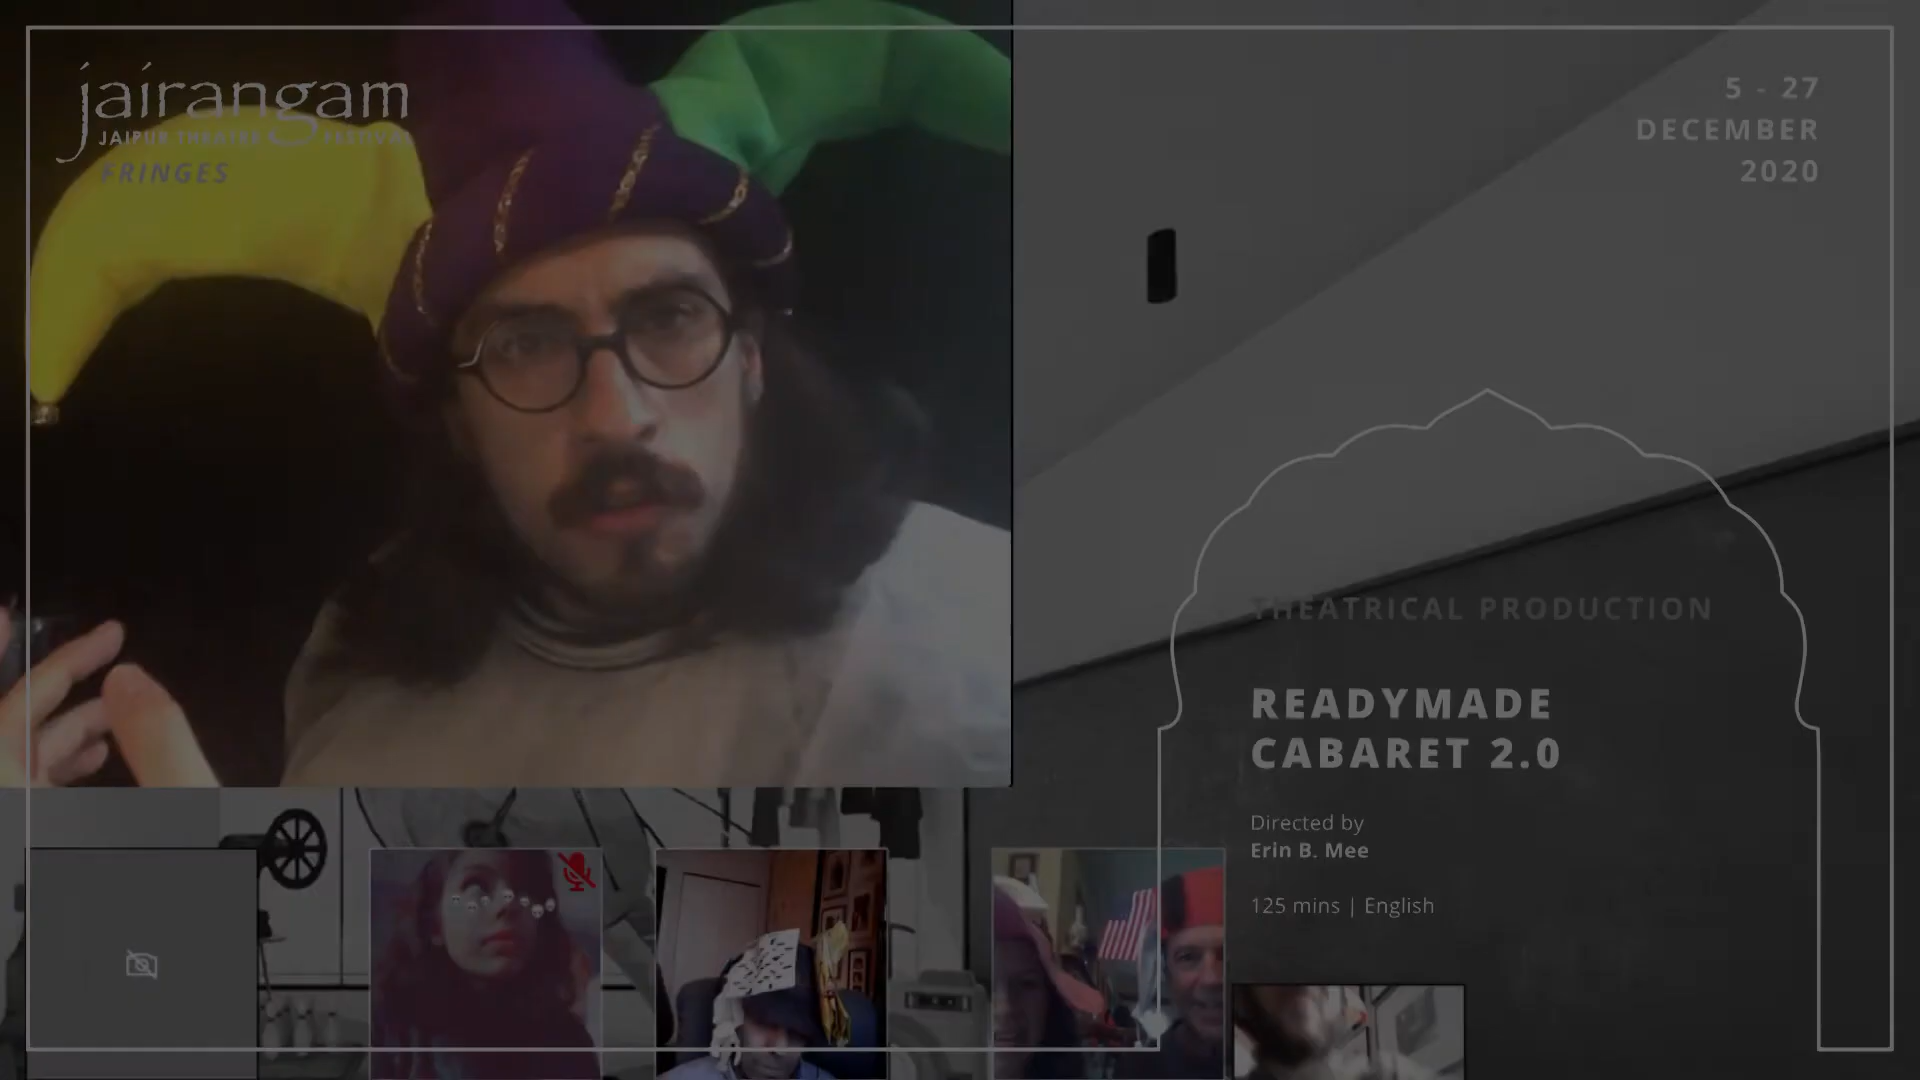 jairangam
JAIPUR THEATRE FESTIVAL
FRINGES
5 - 27
DECEMBER
2020
THEATRICAL PRODUCTION
READYMADE
CABARET 2.0
Directed by
Erin B. Mee
125 mins | English